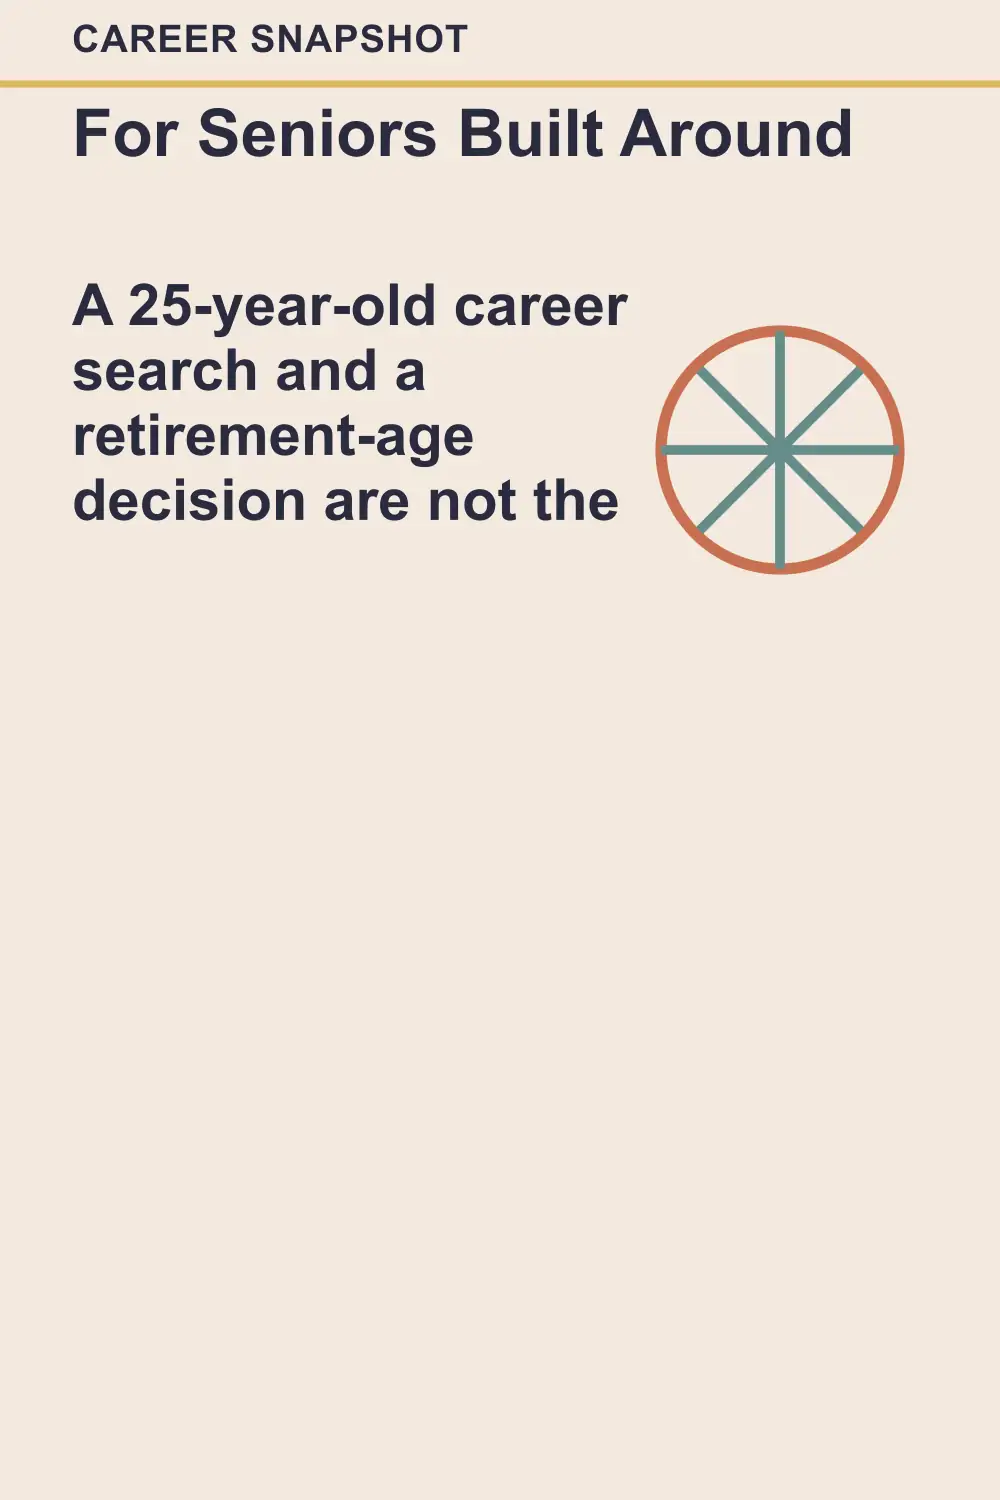 CAREER SNAPSHOT
For Seniors Built Around
A 25-year-old career
search and a
retirement-age
decision are not the